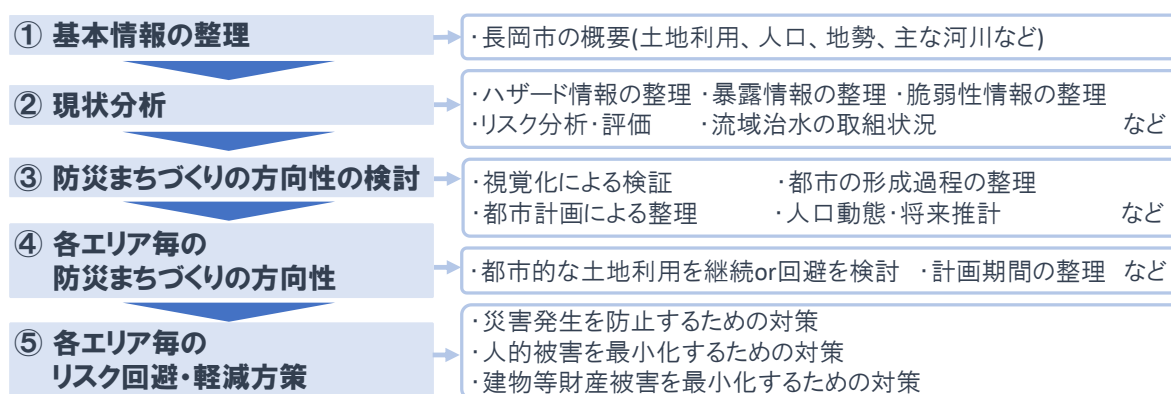 ① 基本情報の整理
・長岡市の概要(土地利用、人口、地勢、主な河川など)
② 現状分析
・ハザード情報の整理 ・暴露情報の整理 ・脆弱性情報の整理
・リスク分析・評価 ・流域治水の取組状況 など
③ 防災まちづくりの方向性の検討
・視覚化による検証 ・都市の形成過程の整理
・都市計画による整理 ・人口動態・将来推計 など
④ 各エリア毎の
防災まちづくりの方向性
・都市的な土地利用を継続or回避を検討 ・計画期間の整理 など
⑤ 各エリア毎の
リスク回避・軽減方策
・災害発生を防止するための対策
・人的被害を最小化するための対策
・建物等財産被害を最小化するための対策